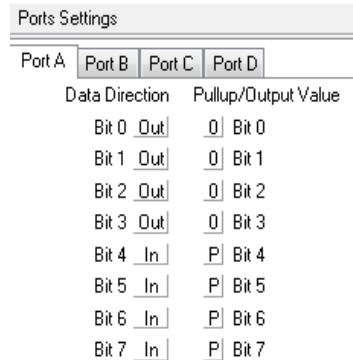 Ports Settings
Port A Port B Port C Port D
Data Direction Pullup/Output Value
Bit 0 Out 0 Bit 0
Bit 1 Out 0 Bit 1
Bit 2 Out 0 Bit 2
Bit 3 Out 0 Bit 3
Bit 4 In P Bit 4
Bit 5 In P Bit 5
Bit 6 In P Bit 6
Bit 7 In P Bit 7